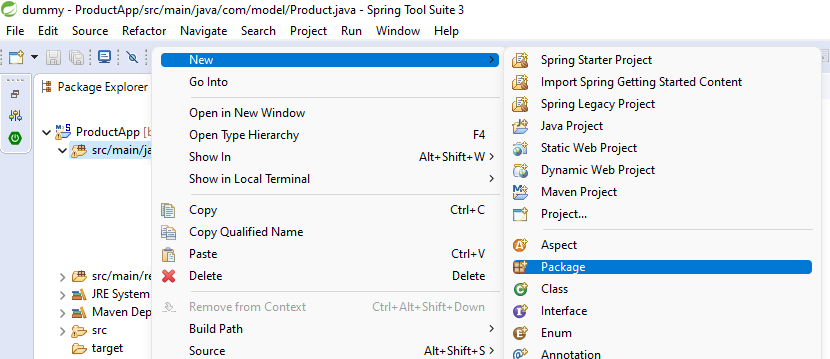 dummy - ProductApp/src/main/java/com/model/Product.java - Spring Tool Suite 3
File Edit Source Refactor Navigate Search Project Run Window Help
Package Explorer
ProductApp [b
src/main/ja
src/main/re
JRE System
Maven Dep
src
target
New
Go Into
Open in New Window
Open Type Hierarchy F4
Show In Alt+Shift+W
Show in Local Terminal
Copy Ctrl+C
Copy Qualified Name
Paste Ctrl+V
Delete Delete
Remove from Context Ctrl+Alt+Shift+Down
Build Path
Source Alt+Shift+S
Spring Starter Project
Import Spring Getting Started Content
Spring Legacy Project
Java Project
Static Web Project
Dynamic Web Project
Maven Project
Project...
Aspect
Package
Class
Interface
Enum
Annotation